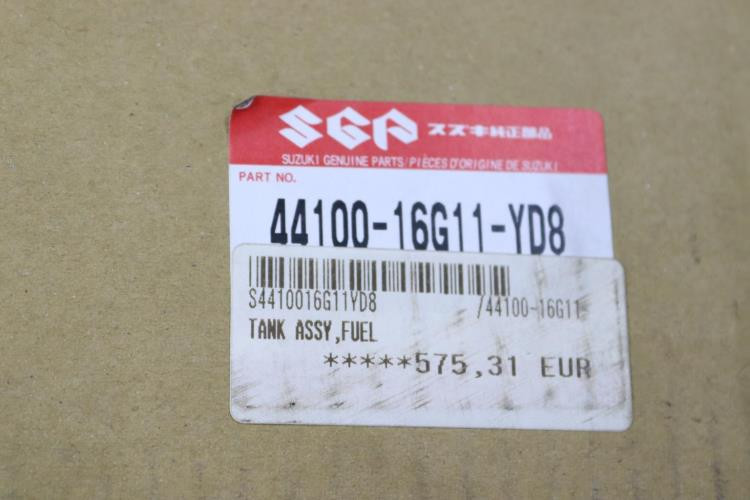 SGP スズキ純正部品
SUZUKI GENUINE PARTS/PIÈCES D'ORIGINE DE SUZUKI
PART NO.
44100-16G11-YD8
S4410016G11YD8 /44100-16G11-
TANK ASSY,FUEL
*****575,31 EUR